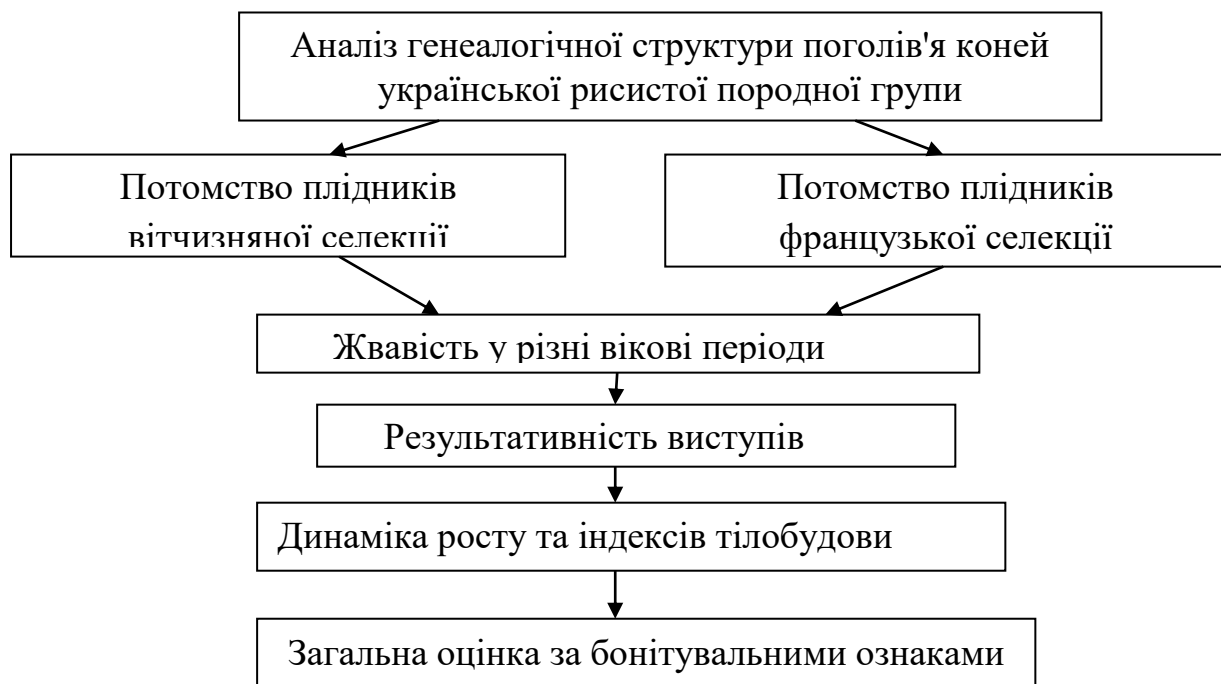 Аналіз генеалогічної структури поголів'я коней
української рисистої породної групи
Потомство плідників
вітчизняної селекції
Потомство плідників
французької селекції
Жвавість у різні вікові періоди
Результативність виступів
Динаміка росту та індексів тілобудови
Загальна оцінка за бонітувальними ознаками